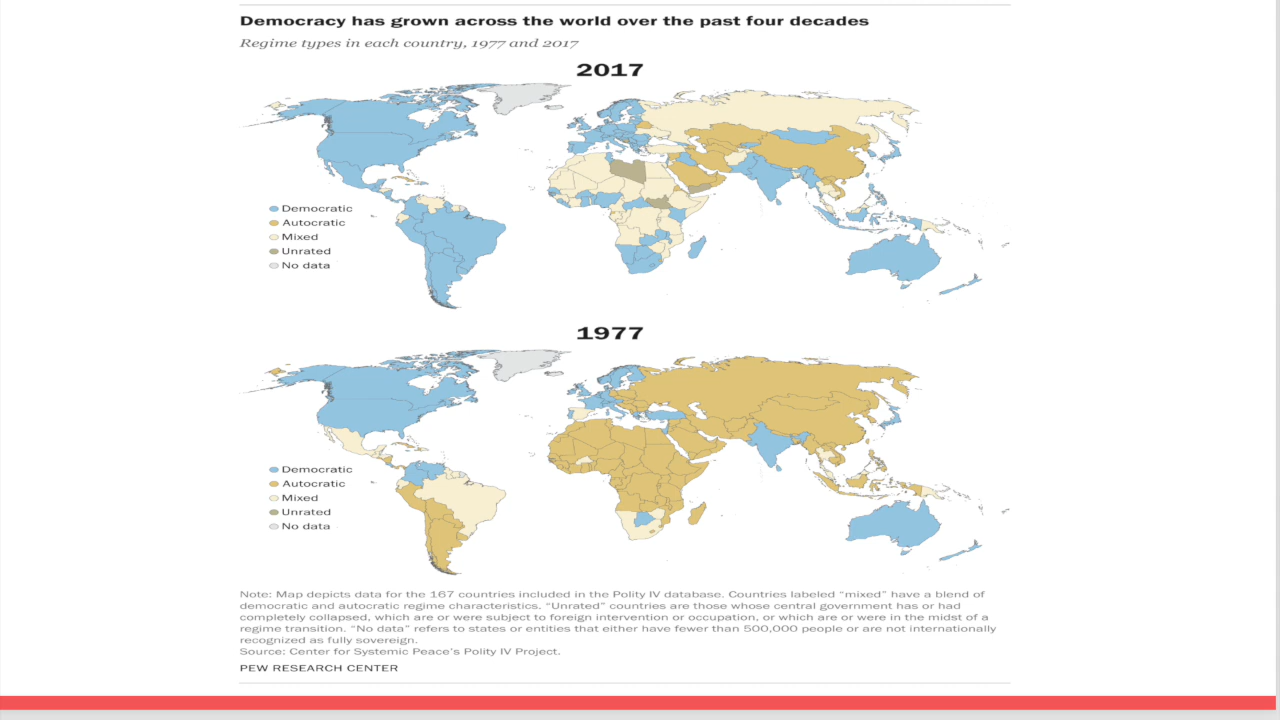 Democracy has grown across the world over the past four decades
Regime types in each country, 1977 and 2017
2017
Democratic
Autocratic
Mixed
Unrated
No data
1977
Democratic
Autocratic
Mixed
Unrated
No data
Note: Map depicts data for the 167 countries included in the Polity IV database. Countries labeled “mixed” have a blend of
democratic and autocratic regime characteristics. “Unrated” countries are those whose central government has or had
completely collapsed, which are or were subject to foreign intervention or occupation, or which are or were in the midst of a
regime transition. “No data” refers to states or entities that either have fewer than 500,000 people or are not internationally
recognized as fully sovereign.
Source: Center for Systemic Peace’s Polity IV Project.
PEW RESEARCH CENTER